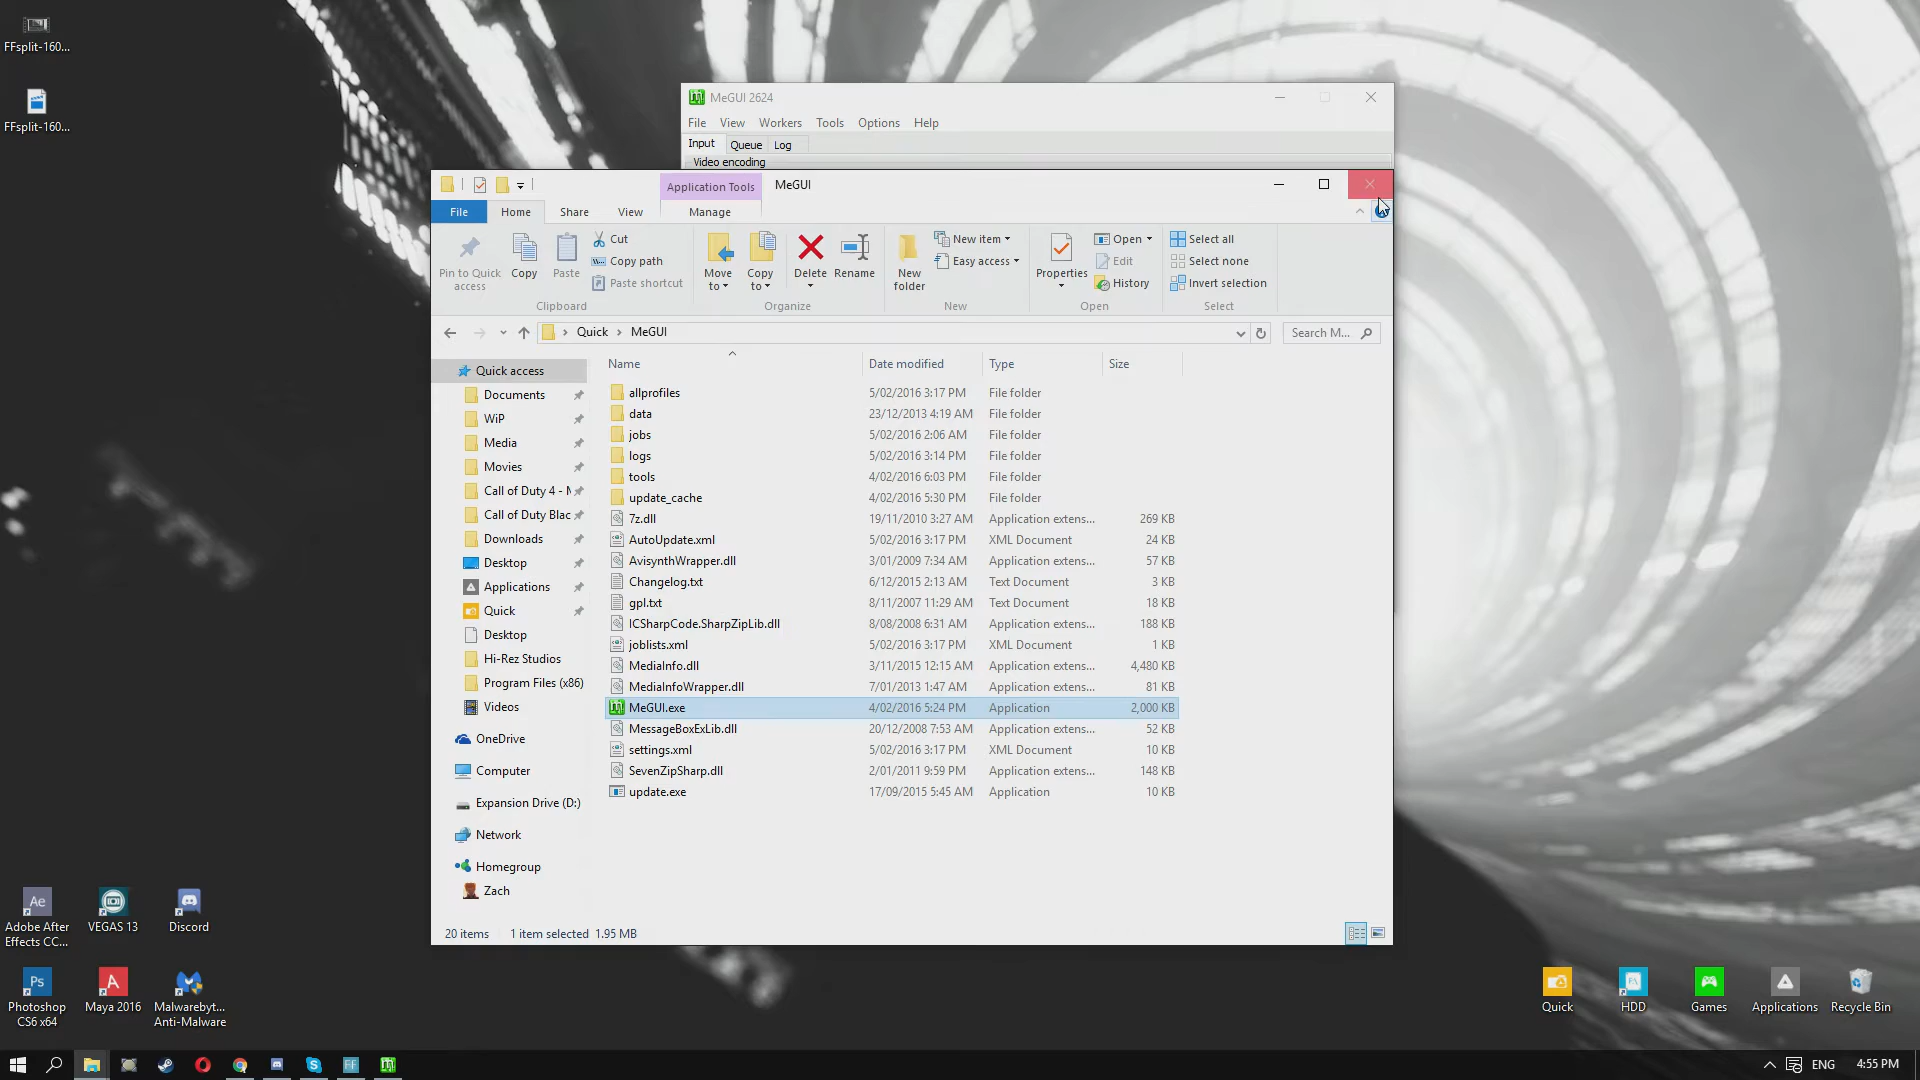 FFsplit-160...
FFsplit-160...
MeGUI 2624
File View Workers Tools Options Help
Input Queue Log
Video encoding
Application Tools MeGUI
File Home Share View Manage
Pin to Quick access
Copy
Paste
Cut
Copy path
Paste shortcut
Clipboard
Move to
Copy to
Delete
Rename
Organize
New folder
New item
Easy access
New
Properties
Open
Edit
History
Open
Select all
Select none
Invert selection
Select
Quick MeGUI
Search M...
Name Date modified Type Size
Quick access
Documents
WiP
Media
Movies
Call of Duty 4 - M
Call of Duty Blac
Downloads
Desktop
Applications
Quick
Desktop
Hi-Rez Studios
Program Files (x86)
Videos
OneDrive
Computer
Expansion Drive (D:)
Network
Homegroup
Zach
allprofiles 5/02/2016 3:17 PM File folder
data 23/12/2013 4:19 AM File folder
jobs 5/02/2016 2:06 AM File folder
logs 5/02/2016 3:14 PM File folder
tools 4/02/2016 6:03 PM File folder
update_cache 4/02/2016 5:30 PM File folder
7z.dll 19/11/2010 3:27 AM Application extens... 269 KB
AutoUpdate.xml 5/02/2016 3:17 PM XML Document 24 KB
AvisynthWrapper.dll 3/01/2009 7:34 AM Application extens... 57 KB
Changelog.txt 6/12/2015 2:13 AM Text Document 3 KB
gpl.txt 8/11/2007 11:29 AM Text Document 18 KB
ICSharpCode.SharpZipLib.dll 8/08/2008 6:31 AM Application extens... 188 KB
joblists.xml 5/02/2016 3:17 PM XML Document 1 KB
MediaInfo.dll 3/11/2015 12:15 AM Application extens... 4,480 KB
MediaInfoWrapper.dll 7/01/2013 1:47 AM Application extens... 81 KB
MeGUI.exe 4/02/2016 5:24 PM Application 2,000 KB
MessageBoxExLib.dll 20/12/2008 7:53 AM Application extens... 52 KB
settings.xml 5/02/2016 3:17 PM XML Document 10 KB
SevenZipSharp.dll 2/01/2011 9:59 PM Application extens... 148 KB
update.exe 17/09/2015 5:45 AM Application 10 KB
20 items 1 item selected 1.95 MB
Ae
Adobe After Effects CC...
VEGAS 13
Discord
Ps
Photoshop CS6 x64
Maya 2016
Malwarebyt... Anti-Malware
Quick
HDD
Games
Applications
Recycle Bin
FF
ENG
4:55 PM